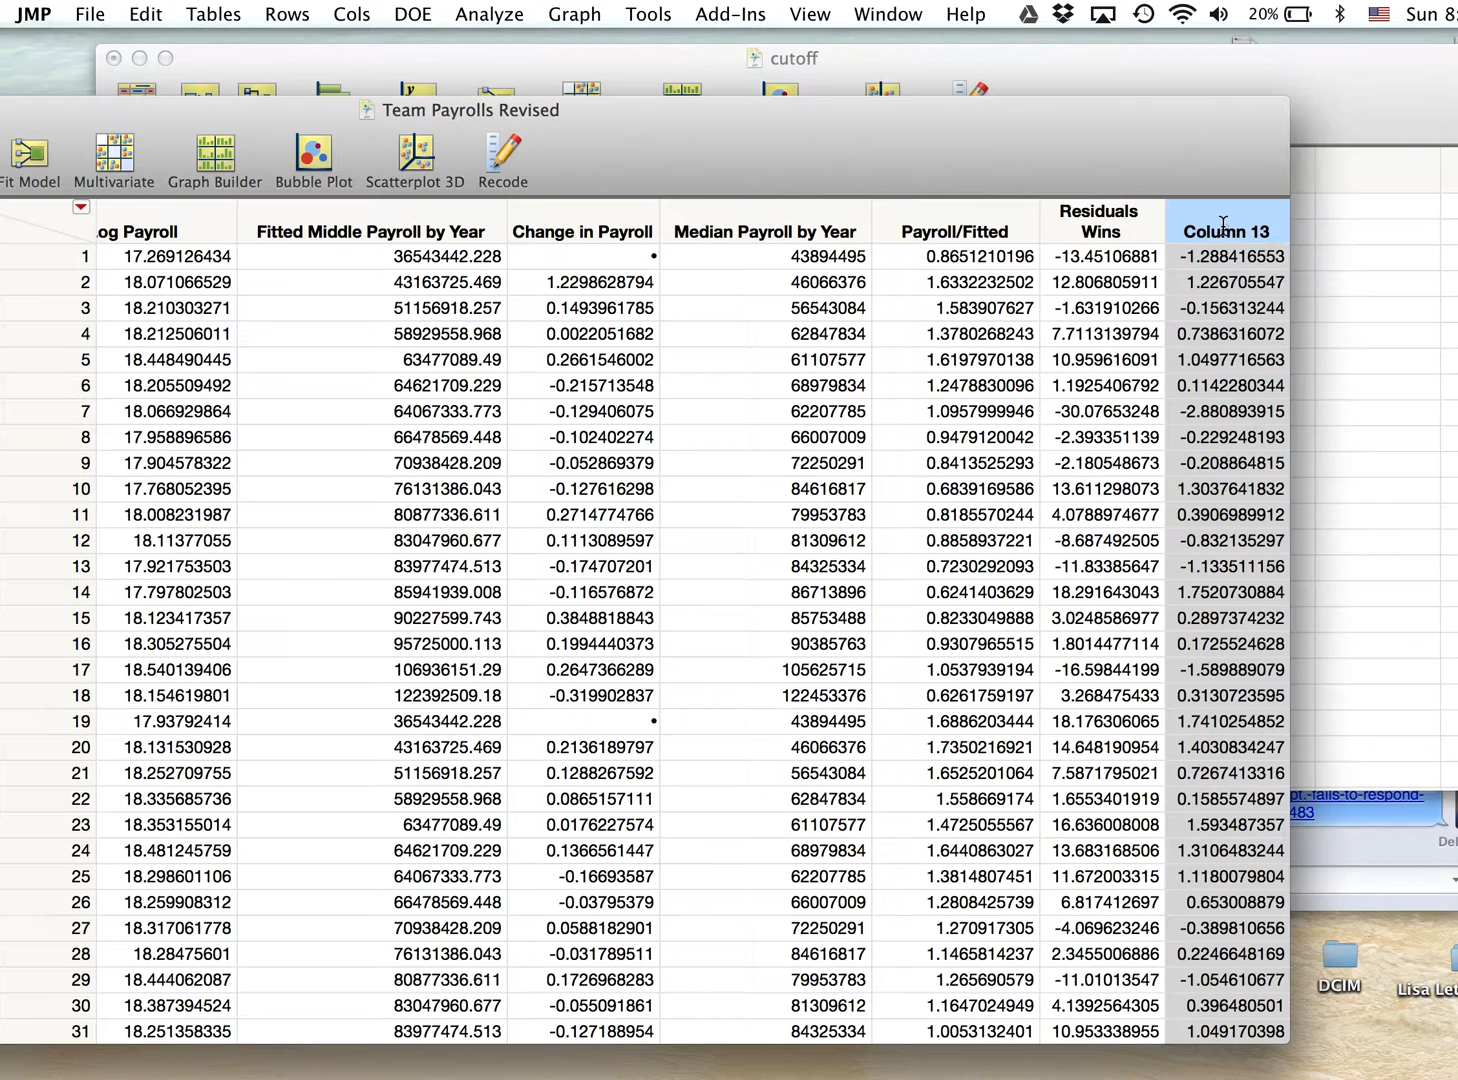 JMP File Edit Tables Rows Cols DOE Analyze Graph Tools Add-Ins View Window Help 20% Sun 8:
cutoff
Team Payrolls Revised
Fit Model Multivariate Graph Builder Bubble Plot Scatterplot 3D Recode
Residuals
og Payroll Fitted Middle Payroll by Year Change in Payroll Median Payroll by Year Payroll/Fitted Wins Column 13
1 17.269126434 36543442.228 • 43894495 0.8651210196 -13.45106881 -1.288416553
2 18.071066529 43163725.469 1.2298628794 46066376 1.6332232502 12.806805911 1.226705547
3 18.210303271 51156918.257 0.1493961785 56543084 1.583907627 -1.631910266 -0.156313244
4 18.212506011 58929558.968 0.0022051682 62847834 1.3780268243 7.7113139794 0.7386316072
5 18.448490445 63477089.49 0.2661546002 61107577 1.6197970138 10.959616091 1.0497716563
6 18.205509492 64621709.229 -0.215713548 68979834 1.2478830096 1.1925406792 0.1142280344
7 18.066929864 64067333.773 -0.129406075 62207785 1.0957999946 -30.07653248 -2.880893915
8 17.958896586 66478569.448 -0.102402274 66007009 0.9479120042 -2.393351139 -0.229248193
9 17.904578322 70938428.209 -0.052869379 72250291 0.8413525293 -2.180548673 -0.208864815
10 17.768052395 76131386.043 -0.127616298 84616817 0.6839169586 13.611298073 1.3037641832
11 18.008231987 80877336.611 0.2714774766 79953783 0.8185570244 4.0788974677 0.3906989912
12 18.11377055 83047960.677 0.1113089597 81309612 0.8858937221 -8.687492505 -0.832135297
13 17.921753503 83977474.513 -0.174707201 84325334 0.7230292093 -11.83385647 -1.133511156
14 17.797802503 85941939.008 -0.116576872 86713896 0.6241403629 18.291643043 1.7520730884
15 18.123417357 90227599.743 0.3848818843 85753488 0.8233049888 3.0248586977 0.2897374232
16 18.305275504 95725000.113 0.1994440373 90385763 0.9307965515 1.8014477114 0.1725524628
17 18.540139406 106936151.29 0.2647366289 105625715 1.0537939194 -16.59844199 -1.589889079
18 18.154619801 122392509.18 -0.319902837 122453376 0.6261759197 3.268475433 0.3130723595
19 17.93792414 36543442.228 • 43894495 1.6886203444 18.176306065 1.7410254852
20 18.131530928 43163725.469 0.2136189797 46066376 1.7350216921 14.648190954 1.4030834247
21 18.252709755 51156918.257 0.1288267592 56543084 1.6525201064 7.5871795021 0.7267413316
22 18.335685736 58929558.968 0.0865157111 62847834 1.558669174 1.6553401919 0.1585574897
23 18.353155014 63477089.49 0.0176227574 61107577 1.4725055567 16.636008008 1.593487357
24 18.481245759 64621709.229 0.1366561447 68979834 1.6440863027 13.683168506 1.3106483244
25 18.298601106 64067333.773 -0.16693587 62207785 1.3814807451 11.672003315 1.1180079804
26 18.259908312 66478569.448 -0.03795379 66007009 1.2808425739 6.817412697 0.653008879
27 18.317061778 70938428.209 0.0588182901 72250291 1.270917305 -4.069623246 -0.389810656
28 18.28475601 76131386.043 -0.031789511 84616817 1.1465814237 2.3455006886 0.2246648169
29 18.444062087 80877336.611 0.1726968283 79953783 1.265690579 -11.01013547 -1.054610677
30 18.387394524 83047960.677 -0.055091861 81309612 1.1647024949 4.1392564305 0.396480501
31 18.251358335 83977474.513 -0.127188954 84325334 1.0053132401 10.953338955 1.049170398
pt.-fails-to-respond-
483
Del
DCIM
Lisa Let